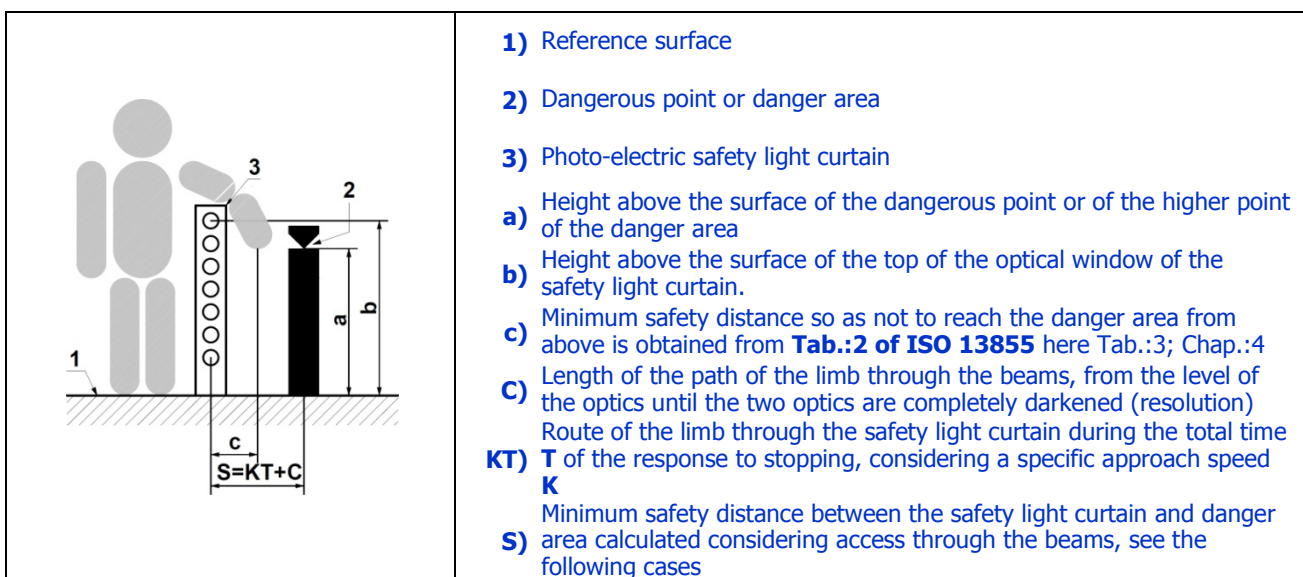 3
2
a
b
1
c
S=KT+C
1) Reference surface
2) Dangerous point or danger area
3) Photo-electric safety light curtain
a) Height above the surface of the dangerous point or of the higher point
of the danger area
b) Height above the surface of the top of the optical window of the
safety light curtain.
c) Minimum safety distance so as not to reach the danger area from
above is obtained from Tab.:2 of ISO 13855 here Tab.:3; Chap.:4
C) Length of the path of the limb through the beams, from the level of
the optics until the two optics are completely darkened (resolution)
Route of the limb through the safety light curtain during the total time
KT) T of the response to stopping, considering a specific approach speed
K
Minimum safety distance between the safety light curtain and danger
S) area calculated considering access through the beams, see the
following cases